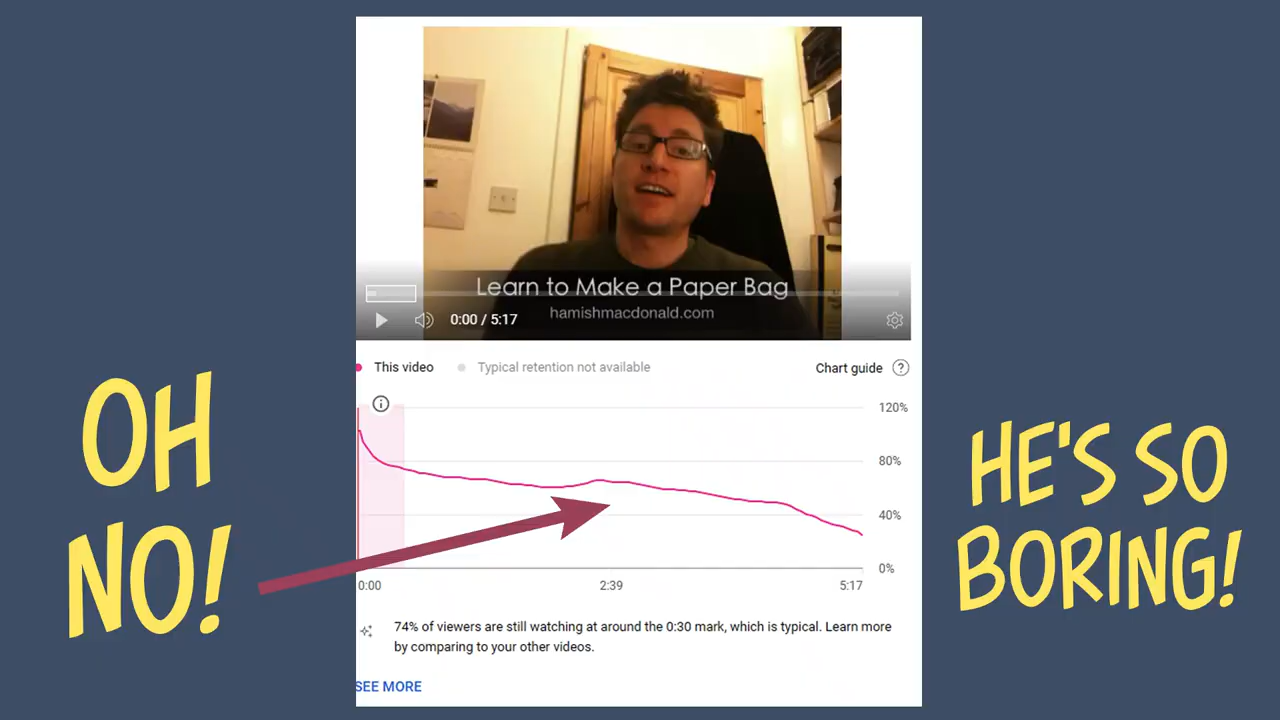 Learn to Make a Paper Bag
hamishmacdonald.com
0:00 / 5:17
This video
Typical retention not available
Chart guide ?
120%
80%
40%
0%
0:00
2:39
5:17
74% of viewers are still watching at around the 0:30 mark, which is typical. Learn more
by comparing to your other videos.
SEE MORE
OH
NO!
HE'S SO
BORING!